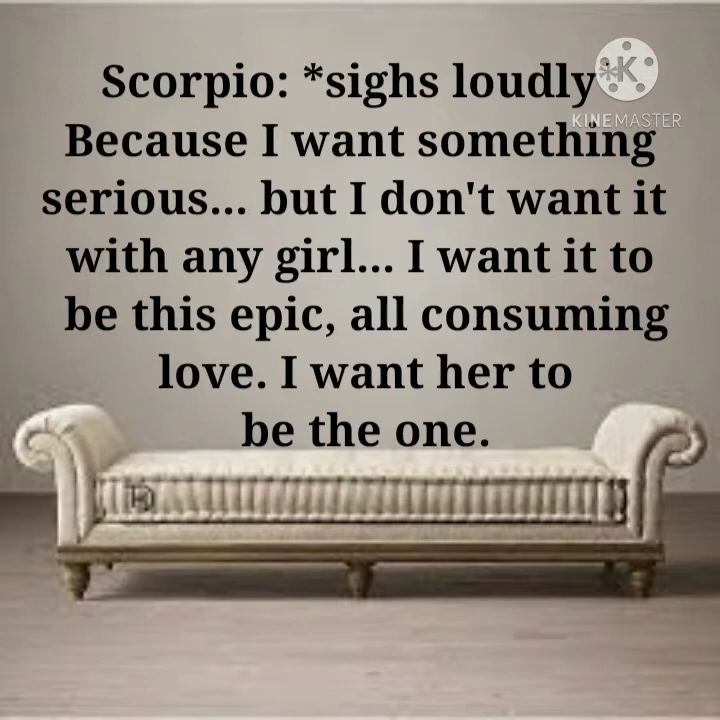 Scorpio: *sighs loudly*
KINEMASTER
Because I want something
serious... but I don't want it
with any girl... I want it to
be this epic, all consuming
love. I want her to
be the one.